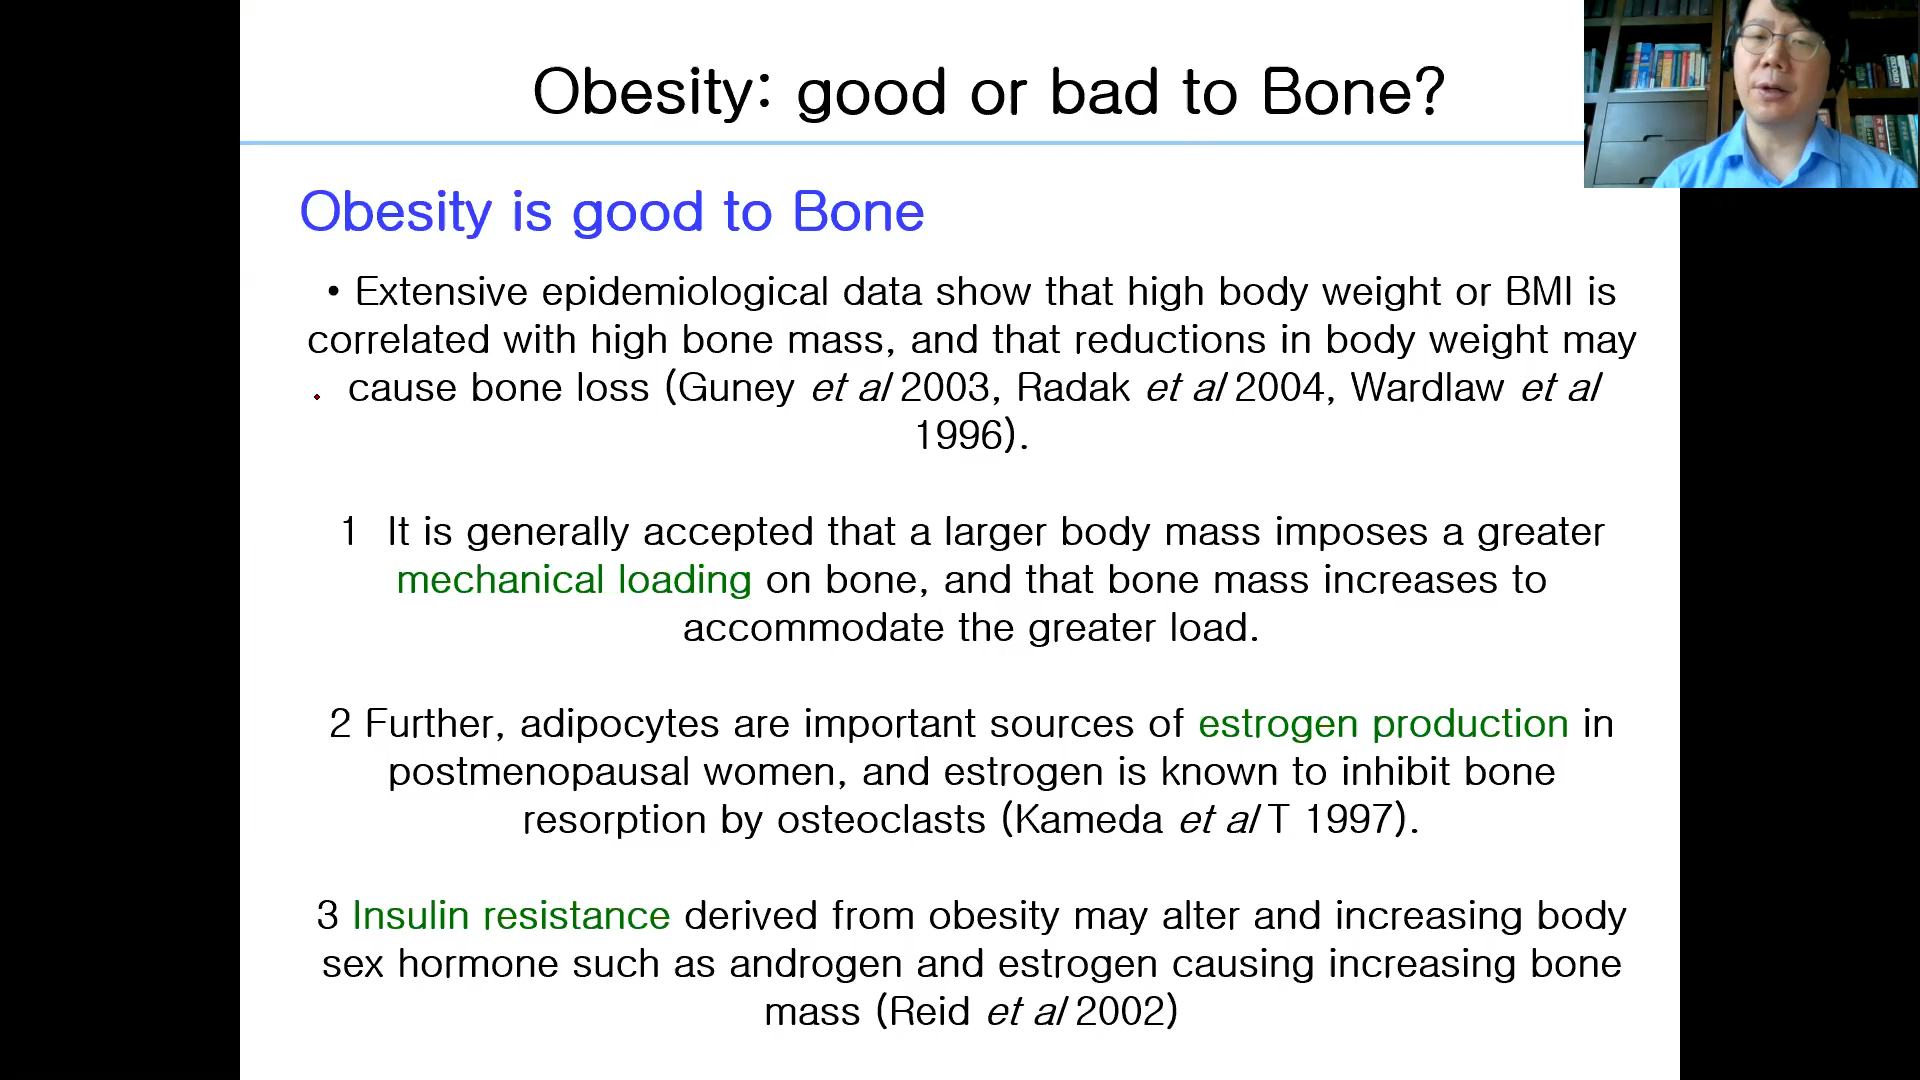 Obesity: good or bad to Bone?
Obesity is good to Bone
• Extensive epidemiological data show that high body weight or BMI is
correlated with high bone mass, and that reductions in body weight may
cause bone loss (Guney et al 2003, Radak et al 2004, Wardlaw et al
1996).
1 It is generally accepted that a larger body mass imposes a greater
mechanical loading on bone, and that bone mass increases to
accommodate the greater load.
2 Further, adipocytes are important sources of estrogen production in
postmenopausal women, and estrogen is known to inhibit bone
resorption by osteoclasts (Kameda et al T 1997).
3 Insulin resistance derived from obesity may alter and increasing body
sex hormone such as androgen and estrogen causing increasing bone
mass (Reid et al 2002)